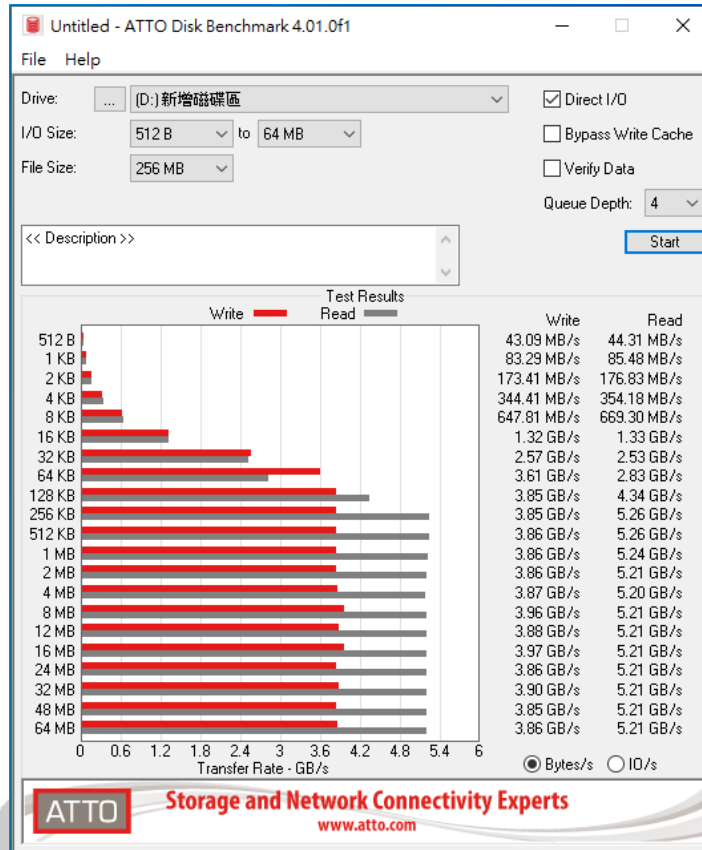 Untitled - ATTO Disk Benchmark 4.01.0f1
File Help
Drive: ... (D:)新增磁碟區 Direct I/O
I/O Size: 512 B to 64 MB Bypass Write Cache
File Size: 256 MB Verify Data
Queue Depth: 4
<< Description >> Start
Test Results
Write Read Write Read
512 B 43.09 MB/s 44.31 MB/s
1 KB 83.29 MB/s 85.48 MB/s
2 KB 173.41 MB/s 176.83 MB/s
4 KB 344.41 MB/s 354.18 MB/s
8 KB 647.81 MB/s 669.30 MB/s
16 KB 1.32 GB/s 1.33 GB/s
32 KB 2.57 GB/s 2.53 GB/s
64 KB 3.61 GB/s 2.83 GB/s
128 KB 3.85 GB/s 4.34 GB/s
256 KB 3.85 GB/s 5.26 GB/s
512 KB 3.86 GB/s 5.26 GB/s
1 MB 3.86 GB/s 5.24 GB/s
2 MB 3.86 GB/s 5.21 GB/s
4 MB 3.87 GB/s 5.20 GB/s
8 MB 3.96 GB/s 5.21 GB/s
12 MB 3.88 GB/s 5.21 GB/s
16 MB 3.97 GB/s 5.21 GB/s
24 MB 3.86 GB/s 5.21 GB/s
32 MB 3.90 GB/s 5.21 GB/s
48 MB 3.85 GB/s 5.21 GB/s
64 MB 3.86 GB/s 5.21 GB/s
0 0.6 1.2 1.8 2.4 3 3.6 4.2 4.8 5.4 6
Transfer Rate - GB/s Bytes/s IO/s
ATTO Storage and Network Connectivity Experts
www.atto.com